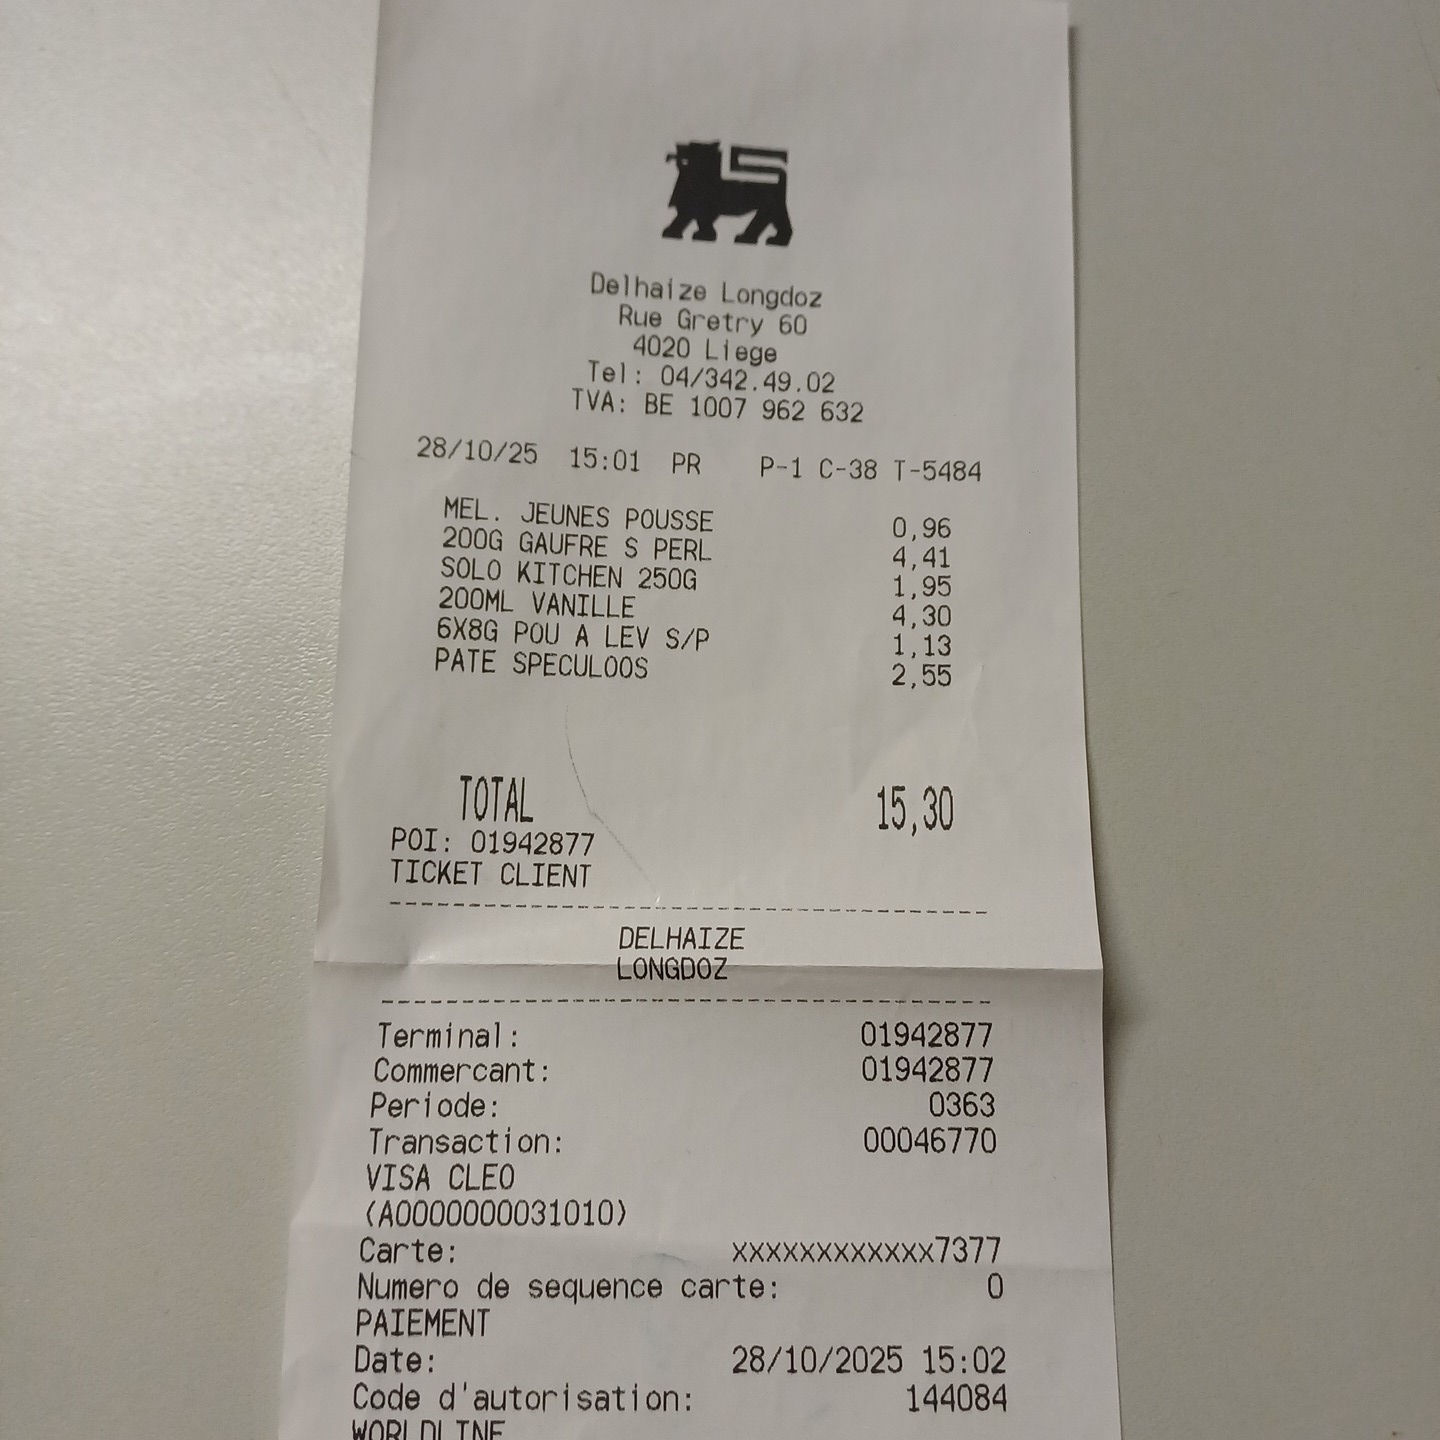 Delhaize Longdoz
Rue Gretry 60
4020 Liege
Tel: 04/342.49.02
TVA: BE 1007 962 632
28/10/25 15:01 PR P-1 C-38 T-5484
MEL. JEUNES POUSSE 0,96
200G GAUFRE S PERL 4,41
SOLO KITCHEN 250G 1,95
200ML VANILLE 4,30
6X8G POU A LEV S/P 1,13
PATE SPECULOOS 2,55
TOTAL 15,30
POI: 01942877
TICKET CLIENT
DELHAIZE
LONGDOZ
Terminal: 01942877
Commercant: 01942877
Periode: 0363
Transaction: 00046770
VISA CLEO
(A0000000031010)
Carte: xxxxxxxxxxxx7377
Numero de sequence carte: 0
PAIEMENT
Date: 28/10/2025 15:02
Code d'autorisation: 144084
WORLDLINE